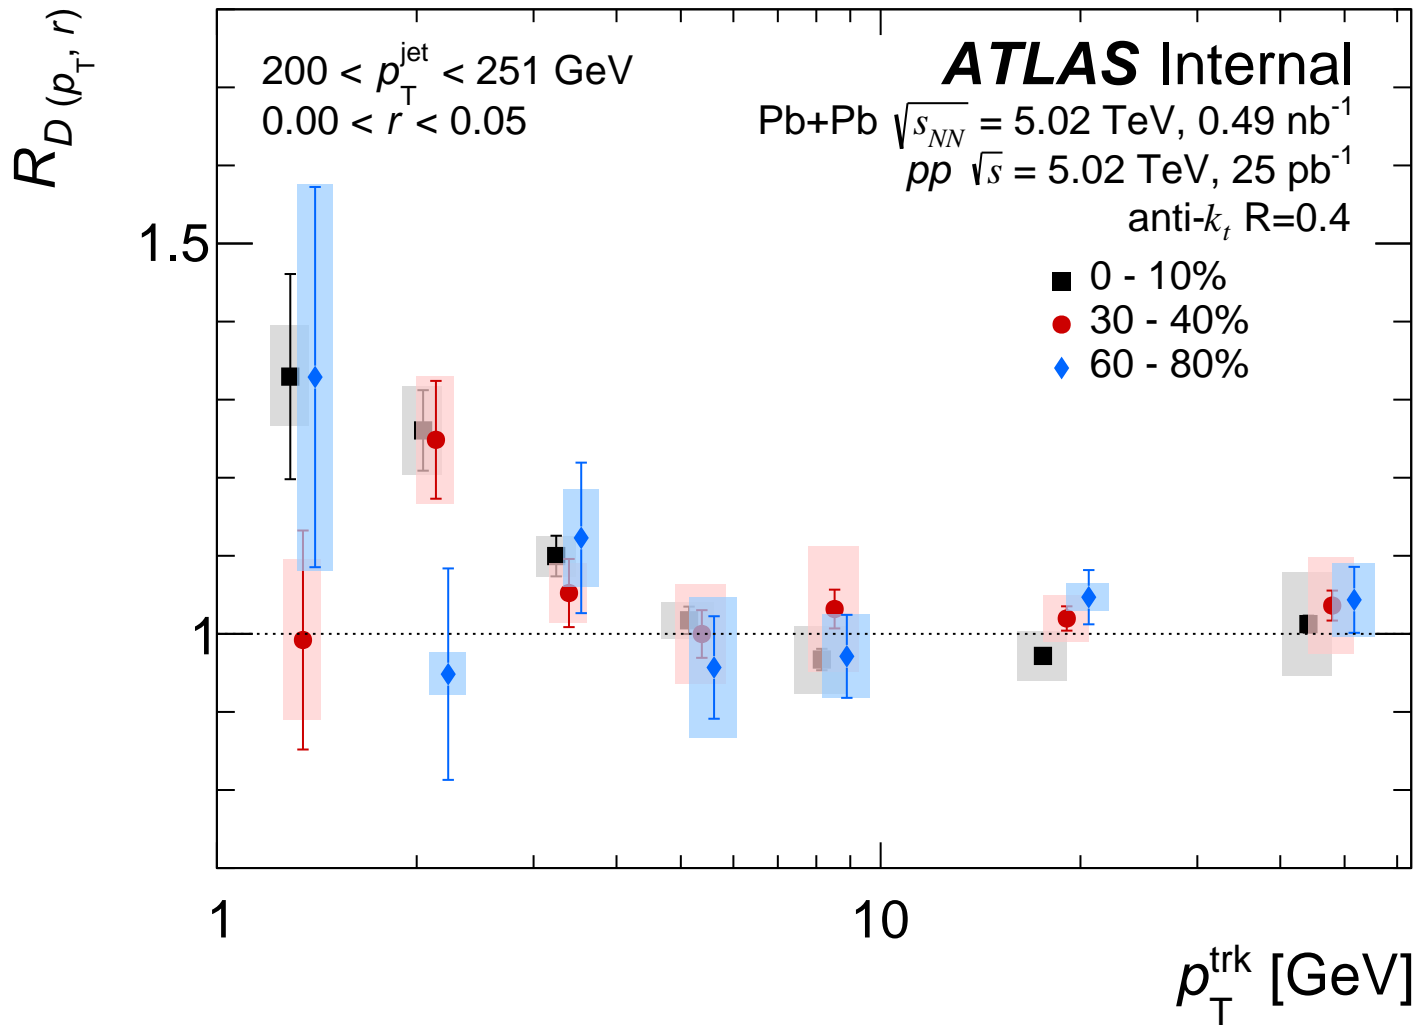 R_D (p_T, r)
200 < p_T^jet < 251 GeV
0.00 < r < 0.05
ATLAS Internal
Pb+Pb √s_NN = 5.02 TeV, 0.49 nb^-1
pp √s = 5.02 TeV, 25 pb^-1
anti-k_t R=0.4
0 - 10%
30 - 40%
60 - 80%
1.5
1
1
10
p_T^trk [GeV]